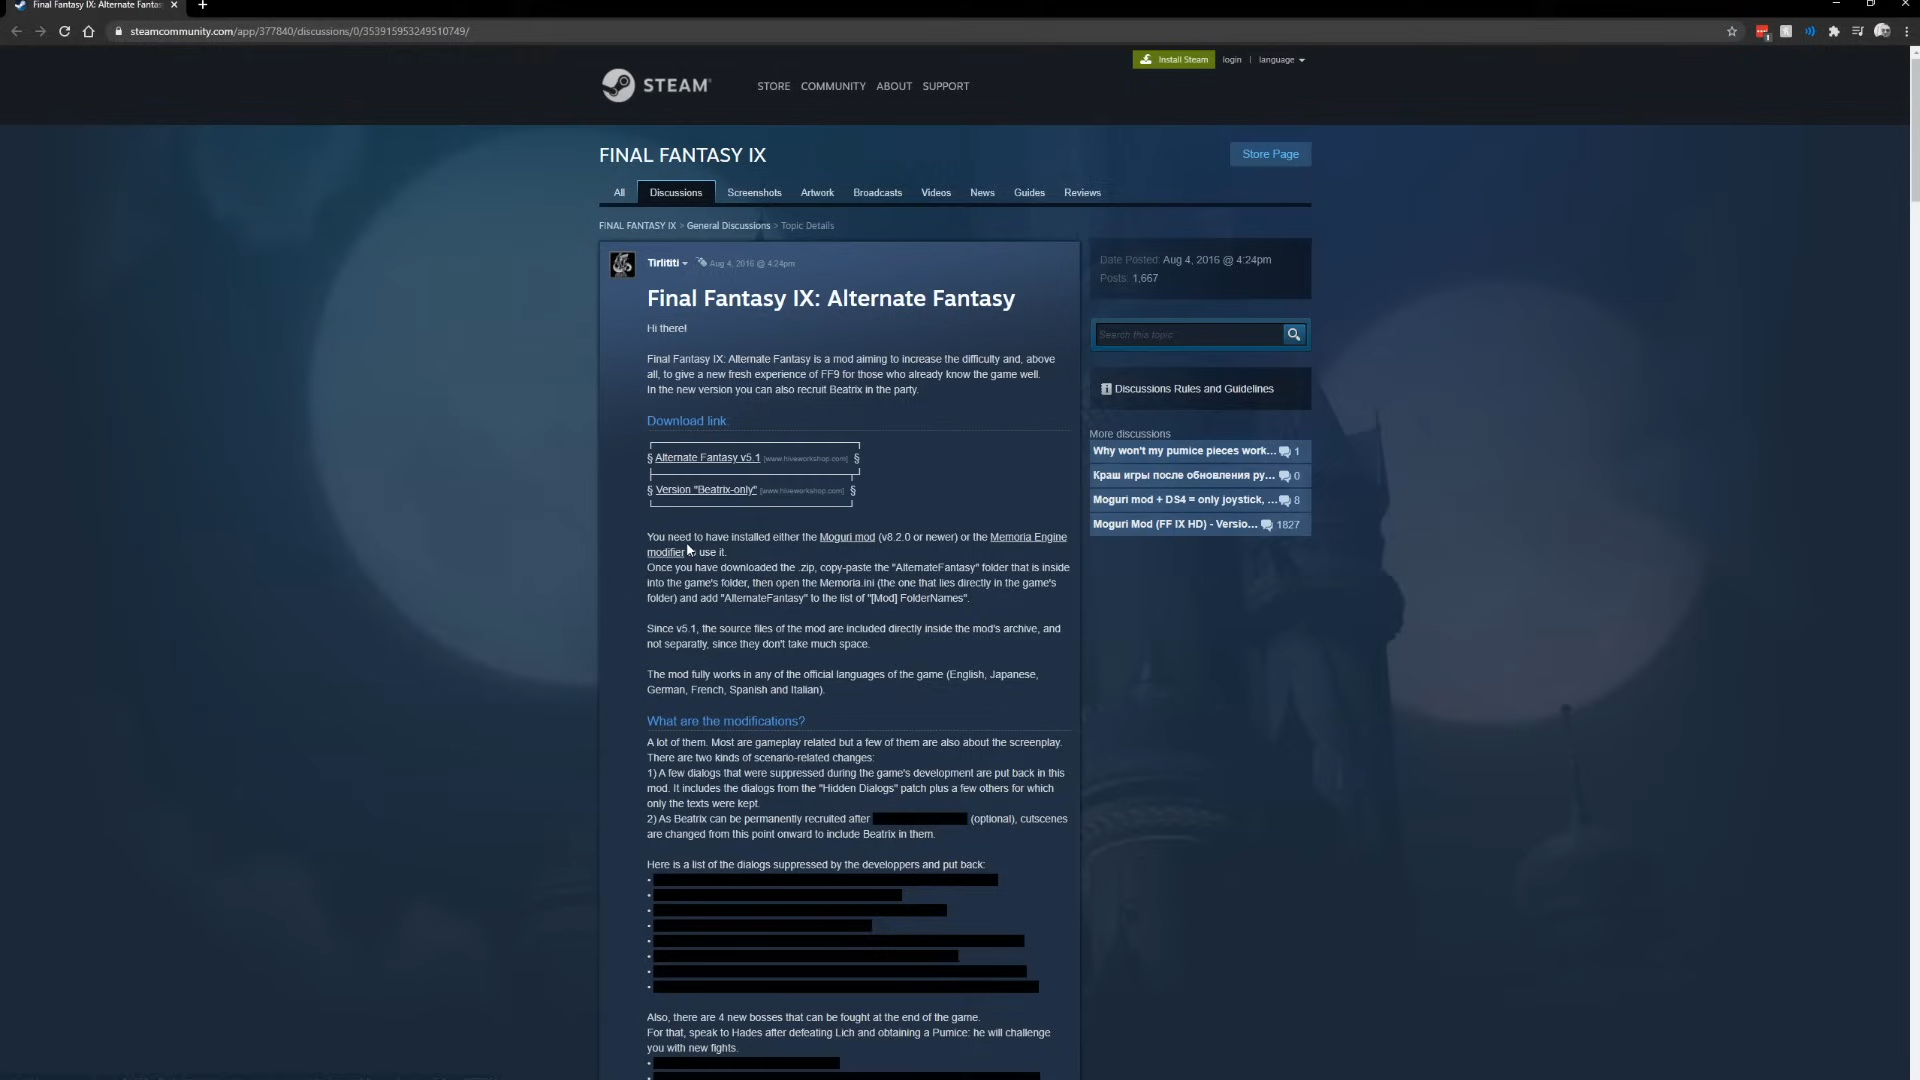 Final Fantasy IX: Alternate Fantas
steamcommunity.com/app/377840/discussions/0/353915953249510749/
Install Steam login | language
STEAM STORE COMMUNITY ABOUT SUPPORT
FINAL FANTASY IX
Store Page
All Discussions Screenshots Artwork Broadcasts Videos News Guides Reviews
FINAL FANTASY IX > General Discussions > Topic Details
Tirlititi Aug 4, 2016 @ 4:24pm
Final Fantasy IX: Alternate Fantasy
Hi there!
Final Fantasy IX: Alternate Fantasy is a mod aiming to increase the difficulty and, above
all, to give a new fresh experience of FF9 for those who already know the game well.
In the new version you can also recruit Beatrix in the party.
Download link:
§ Alternate Fantasy v5.1 [www.hiveworkshop.com] §
§ Version "Beatrix-only" [www.hiveworkshop.com] §
You need to have installed either the Moguri mod (v8.2.0 or newer) or the Memoria Engine
modifier to use it.
Once you have downloaded the .zip, copy-paste the "AlternateFantasy" folder that is inside
into the game's folder, then open the Memoria.ini (the one that lies directly in the game's
folder) and add "AlternateFantasy" to the list of "[Mod] FolderNames".
Since v5.1, the source files of the mod are included directly inside the mod's archive, and
not separatly, since they don't take much space.
The mod fully works in any of the official languages of the game (English, Japanese,
German, French, Spanish and Italian).
What are the modifications?
A lot of them. Most are gameplay related but a few of them are also about the screenplay.
There are two kinds of scenario-related changes:
1) A few dialogs that were suppressed during the game's development are put back in this
mod. It includes the dialogs from the "Hidden Dialogs" patch plus a few others for which
only the texts were kept.
2) As Beatrix can be permanently recruited after (optional), cutscenes
are changed from this point onward to include Beatrix in them.
Here is a list of the dialogs suppressed by the developpers and put back:
Also, there are 4 new bosses that can be fought at the end of the game.
For that, speak to Hades after defeating Lich and obtaining a Pumice: he will challenge
you with new fights.
Date Posted: Aug 4, 2016 @ 4:24pm
Posts: 1,667
Search this topic
Discussions Rules and Guidelines
More discussions
Why won't my pumice pieces work... 1
Краш игры после обновления ру... 0
Moguri mod + DS4 = only joystick, ... 8
Moguri Mod (FF IX HD) - Versio... 1827